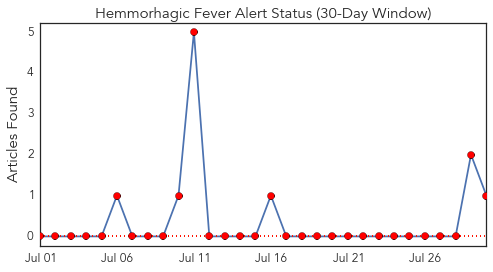 Hemmorhagic Fever Alert Status (30-Day Window)
Articles Found
5
4
3
2
1
0
Jul 01 Jul 06 Jul 11 Jul 16 Jul 21 Jul 26